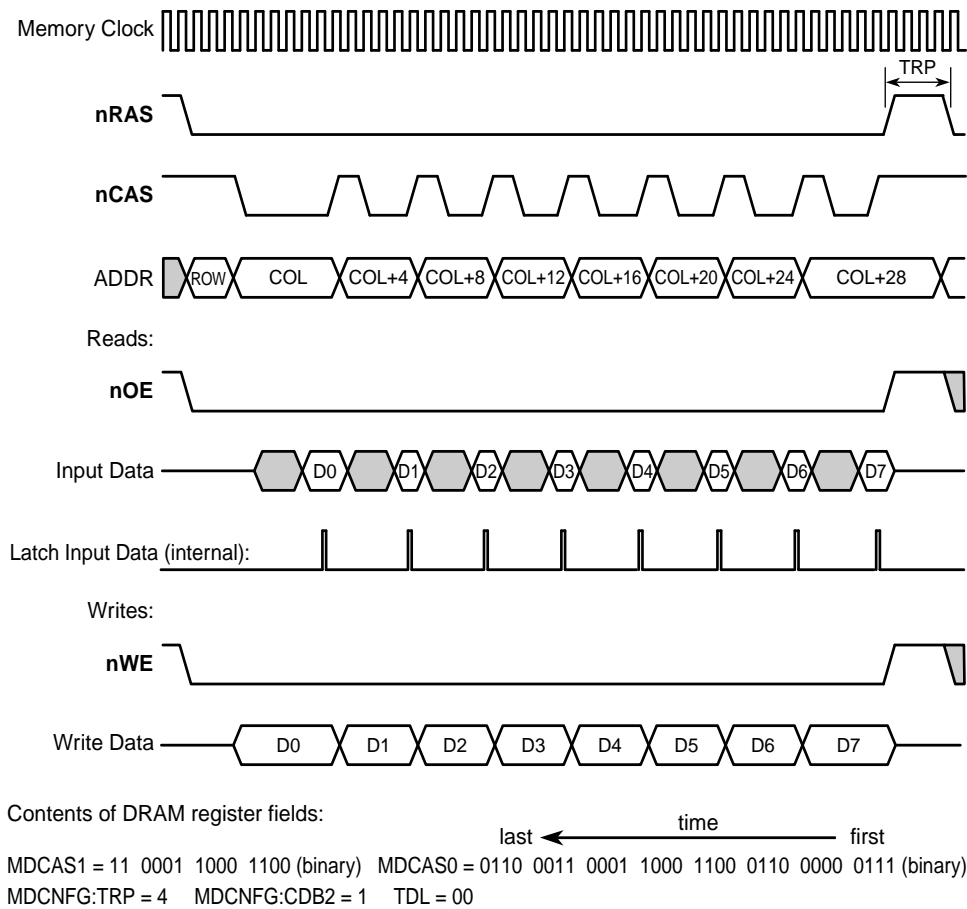 Memory Clock
TRP
nRAS
nCAS
ADDR ROW COL COL+4 COL+8 COL+12 COL+16 COL+20 COL+24 COL+28
Reads:
nOE
Input Data D0 D1 D2 D3 D4 D5 D6 D7
Latch Input Data (internal):
Writes:
nWE
Write Data D0 D1 D2 D3 D4 D5 D6 D7
Contents of DRAM register fields:
last time first
MDCAS1 = 11 0001 1000 1100 (binary) MDCAS0 = 0110 0011 0001 1000 1100 0110 0000 0111 (binary)
MDCNFG:TRP = 4 MDCNFG:CDB2 = 1 TDL = 00